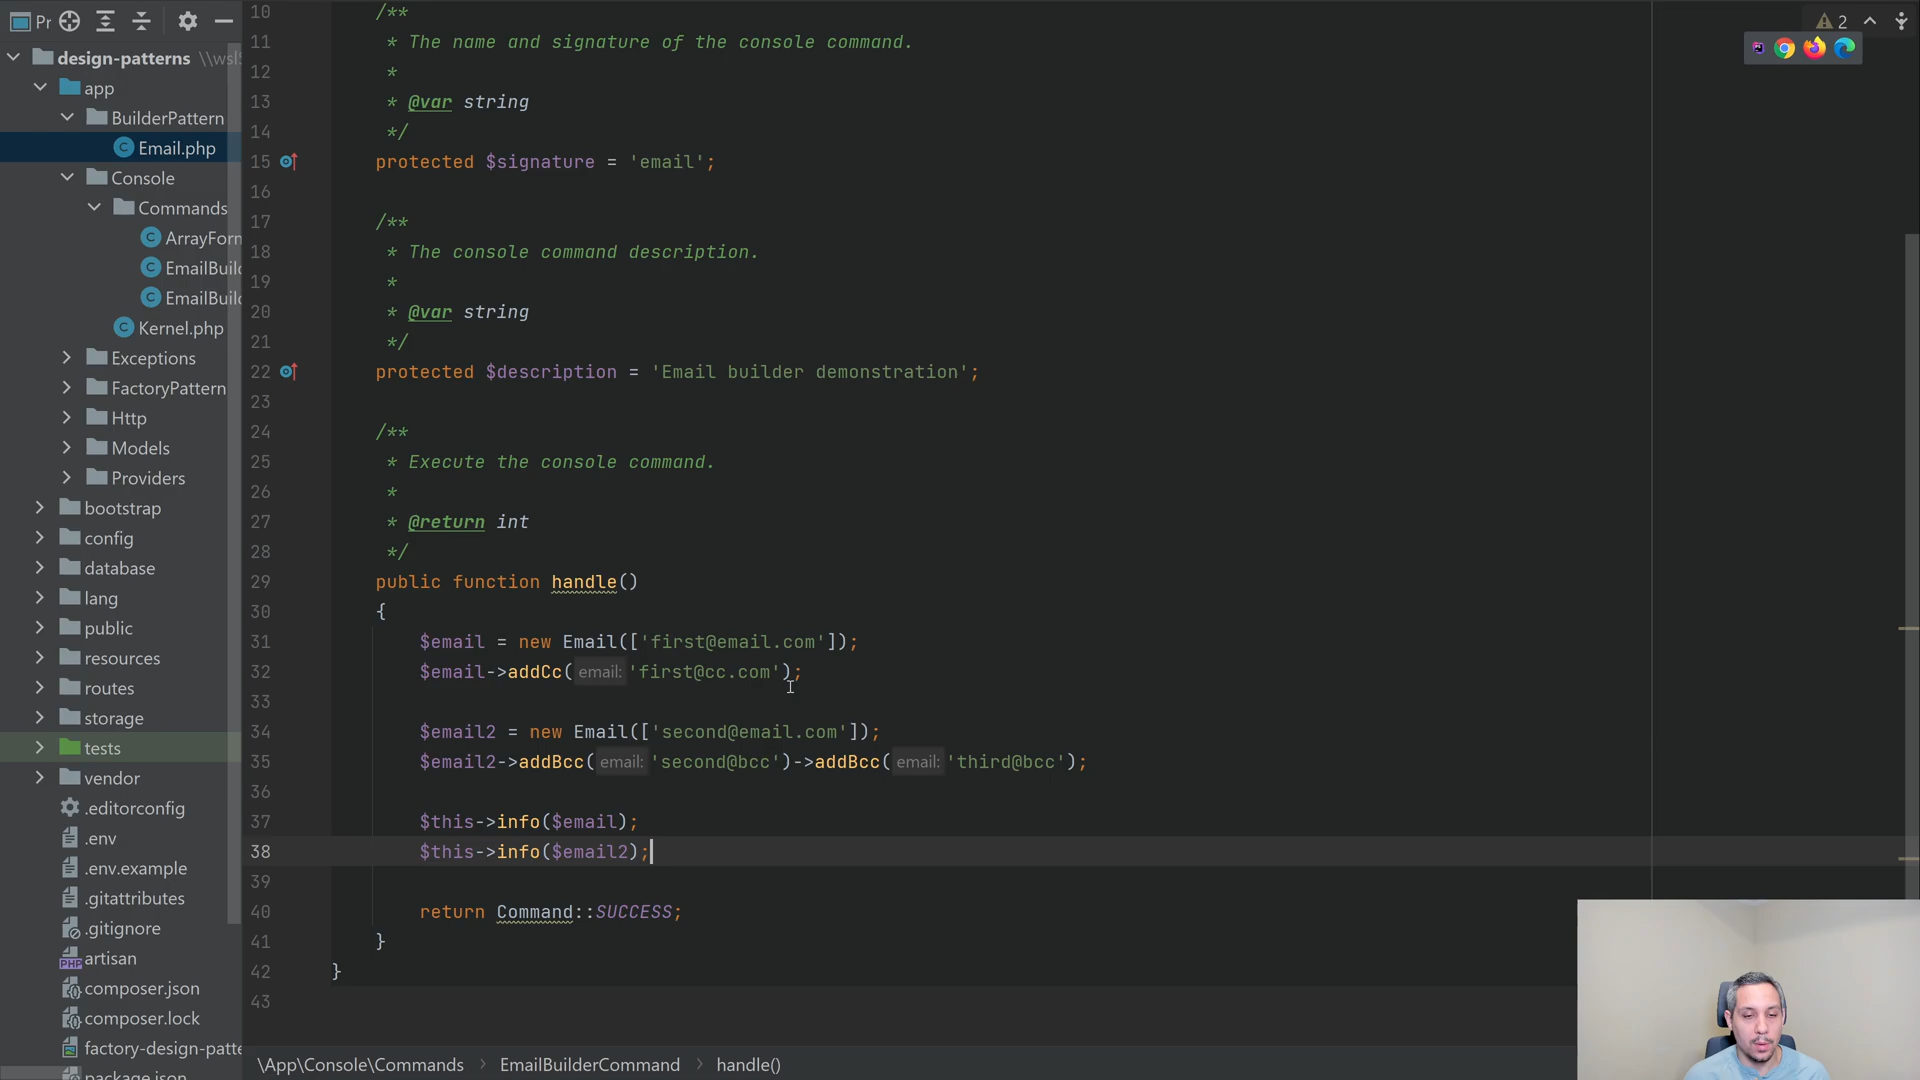 Pr
design-patterns \\wsl
app
BuilderPattern
Email.php
Console
Commands
ArrayForm
EmailBuild
EmailBuild
Kernel.php
Exceptions
FactoryPattern
Http
Models
Providers
bootstrap
config
database
lang
public
resources
routes
storage
tests
vendor
.editorconfig
.env
.env.example
.gitattributes
.gitignore
artisan
composer.json
composer.lock
factory-design-patte
package.json
2
10 /**
11 * The name and signature of the console command.
12 *
13 * @var string
14 */
15 protected $signature = 'email';
16
17 /**
18 * The console command description.
19 *
20 * @var string
21 */
22 protected $description = 'Email builder demonstration';
23
24 /**
25 * Execute the console command.
26 *
27 * @return int
28 */
29 public function handle()
30 {
31 $email = new Email(['first@email.com']);
32 $email->addCc( email: 'first@cc.com');
33
34 $email2 = new Email(['second@email.com']);
35 $email2->addBcc( email: 'second@bcc')->addBcc( email: 'third@bcc');
36
37 $this->info($email);
38 $this->info($email2);
39
40 return Command::SUCCESS;
41 }
42 }
43
\App\Console\Commands > EmailBuilderCommand > handle()